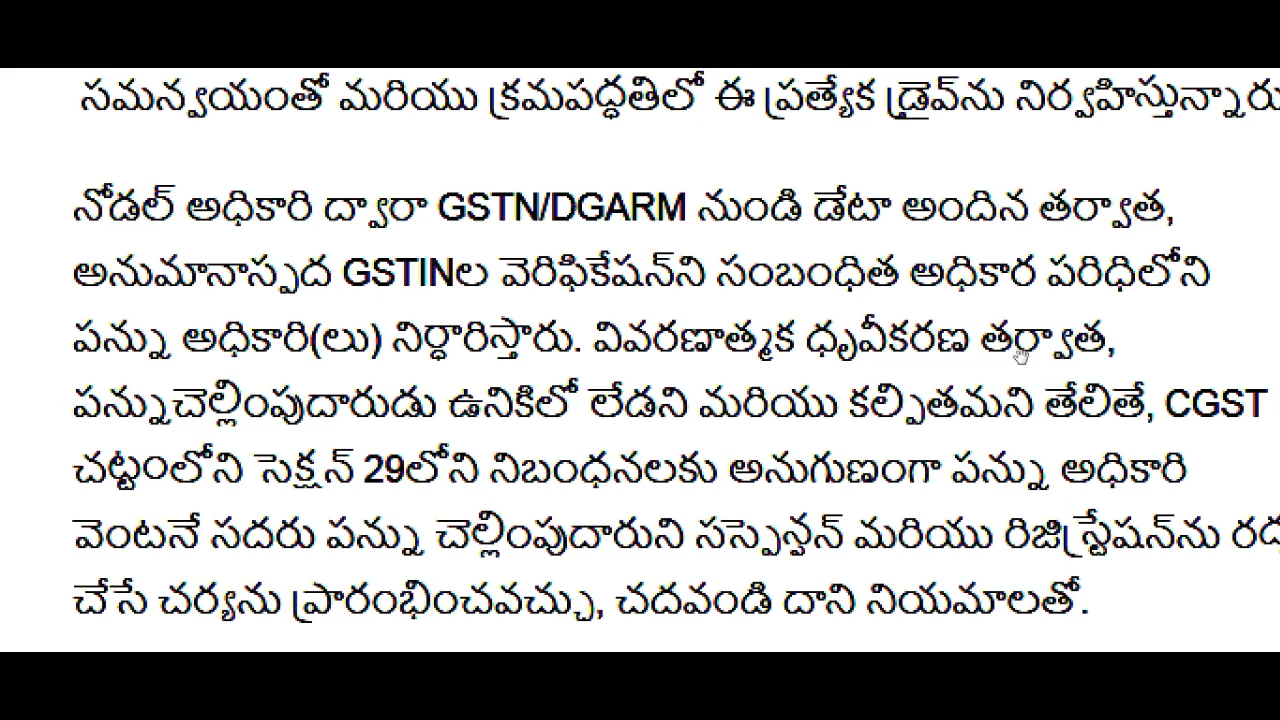 సమన్వయంతో మరియు క్రమపద్ధతిలో ఈ ప్రత్యేక డ్రైవ్‌ను నిర్వహిస్తున్నారు
నోడల్ అధికారి ద్వారా GSTN/DGARM నుండి డేటా అందిన తర్వాత,
అనుమానాస్పద GSTINల వెరిఫికేషన్‌ని సంబంధిత అధికార పరిధిలోని
పన్ను అధికారి(లు) నిర్ధారిస్తారు. వివరణాత్మక ధృవీకరణ తర్వాత,
పన్నుచెల్లింపుదారుడు ఉనికిలో లేడని మరియు కల్పితమని తేలితే, CGST
చట్టంలోని సెక్షన్ 29లోని నిబంధనలకు అనుగుణంగా పన్ను అధికారి
వెంటనే సదరు పన్ను చెల్లింపుదారుని సస్పెన్షన్ మరియు రిజిస్ట్రేషన్‌ను
చేసే చర్యను ప్రారంభించవచ్చు, చదవండి దాని నియమాలతో.